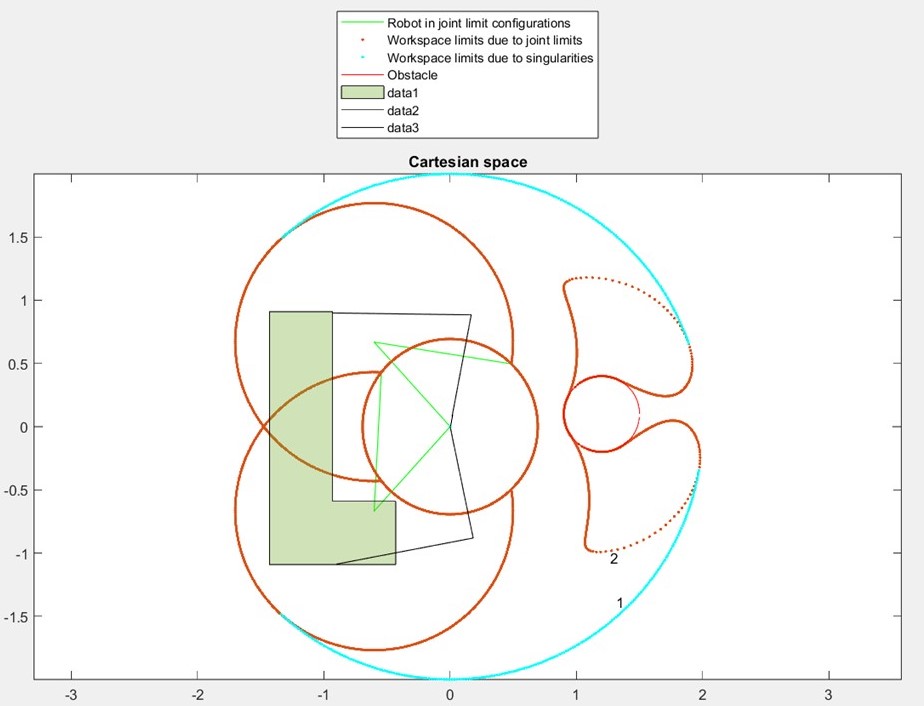 Robot in joint limit configurations
Workspace limits due to joint limits
Workspace limits due to singularities
Obstacle
data1
data2
data3
Cartesian space
1.5
1
0.5
0
-0.5
-1
-1.5
2
1
-3
-2
-1
0
1
2
3